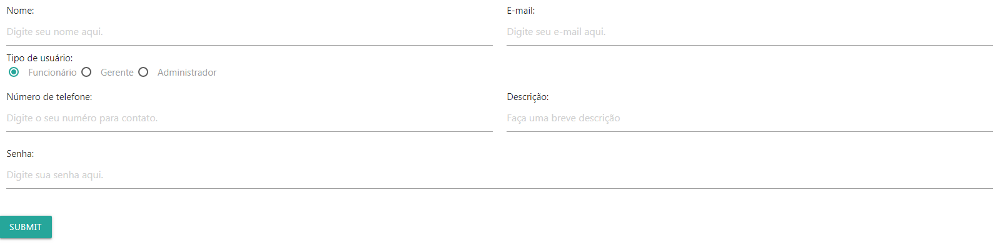 Nome:
E-mail:
Digite seu nome aqui.
Digite seu e-mail aqui.
Tipo de usuário:
Funcionário Gerente Administrador
Número de telefone:
Descrição:
Digite o seu numéro para contato.
Faça uma breve descrição
Senha:
Digite sua senha aqui.
SUBMIT